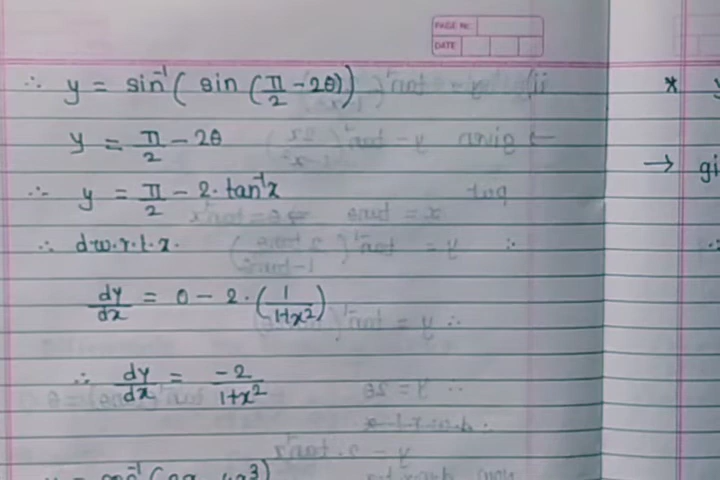 PAGE No.
DATE
∴ y = sin⁻¹( sin (π/2 - 2θ))
y = π/2 - 2θ
∴ y = π/2 - 2·tan⁻¹x
∴ d·w·r·t·x·
dy/dx = 0 - 2·(1/1+x²)
∴ dy/dx = -2/1+x²
*
→ gi